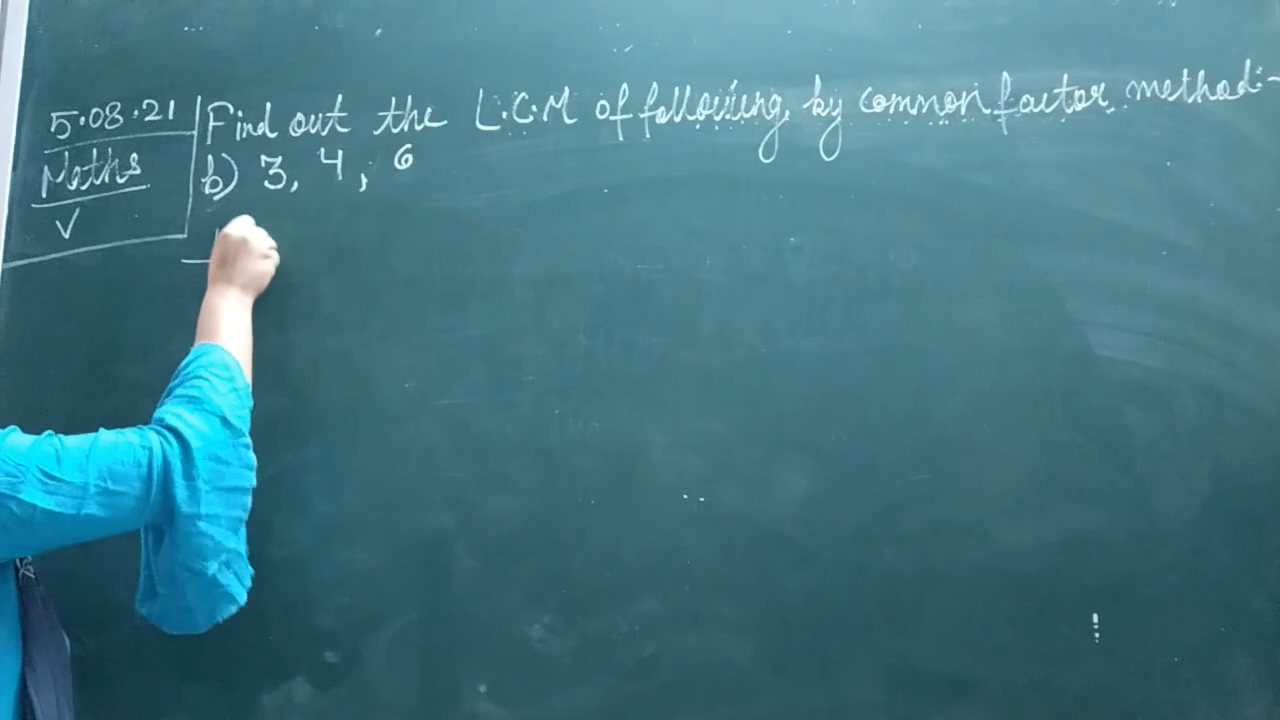 5.08.21
Maths
V
Find out the L.C.M of following by common factor method:-
b) 3, 4, 6